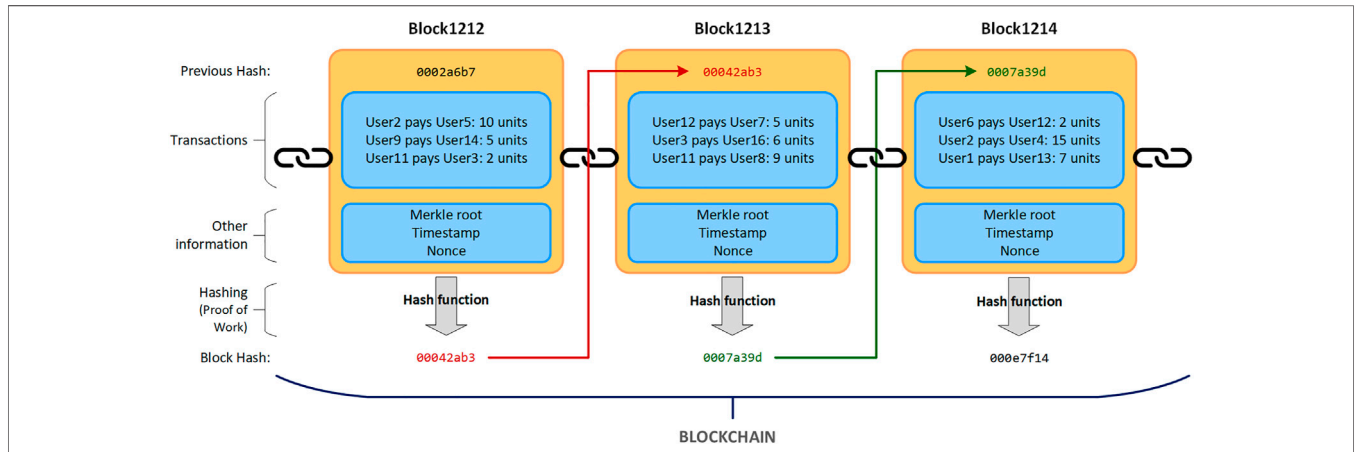 Block1212
Block1213
Block1214
Previous Hash:
0002a6b7
00042ab3
0007a39d
Transactions
User2 pays User5: 10 units
User9 pays User14: 5 units
User11 pays User3: 2 units
User12 pays User7: 5 units
User3 pays User16: 6 units
User11 pays User8: 9 units
User6 pays User12: 2 units
User2 pays User4: 15 units
User1 pays User13: 7 units
Other
information
Merkle root
Timestamp
Nonce
Merkle root
Timestamp
Nonce
Merkle root
Timestamp
Nonce
Hashing
(Proof of
Work)
Hash function
Hash function
Hash function
Block Hash:
00042ab3
0007a39d
000e7f14
BLOCKCHAIN